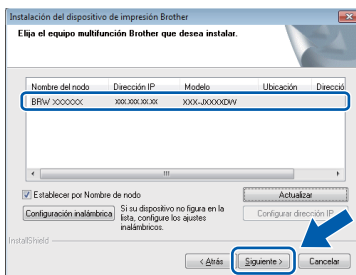 Instalación del dispositivo de impresión Brother
Elija el equipo multifunción Brother que desea instalar.
Nombre del nodo Dirección IP Modelo Ubicación Direcció
BRW XXXXXX XXX.XXX.XX.XX XXX-JXXXXDW
Establecer por Nombre de nodo
Actualizar
Configuración inalámbrica
Si su dispositivo no figura en la
lista, configure los ajustes
inalámbricos.
Configurar dirección IP
InstallShield
< Atrás
Siguiente >
Cancelar